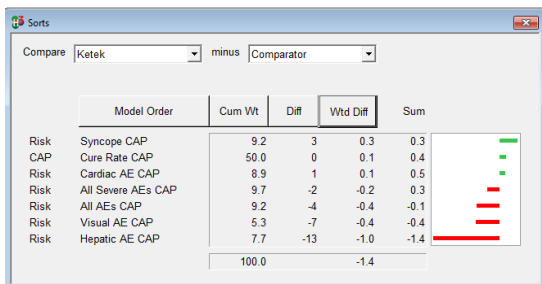 Sorts
Compare Ketek minus Comparator
Model Order Cum Wt Diff Wtd Diff Sum
Risk Syncope CAP 9.2 3 0.3 0.3
CAP Cure Rate CAP 50.0 0 0.1 0.4
Risk Cardiac AE CAP 8.9 1 0.1 0.5
Risk All Severe AEs CAP 9.7 -2 -0.2 0.3
Risk All AEs CAP 9.2 -4 -0.4 -0.1
Risk Visual AE CAP 5.3 -7 -0.4 -0.4
Risk Hepatic AE CAP 7.7 -13 -1.0 -1.4
100.0 -1.4